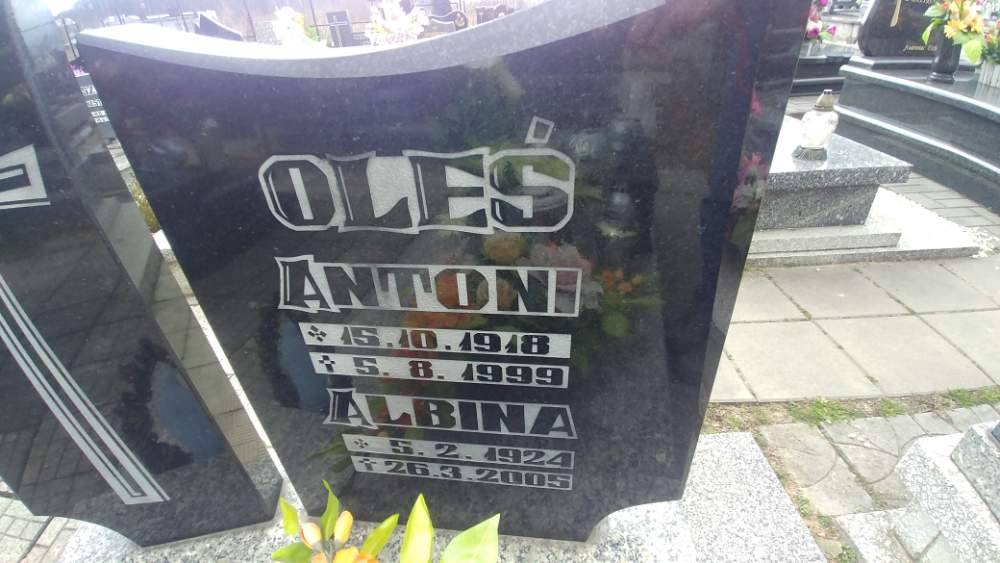 OLEŚ
ANTONI
✣ 15.10.1918
✝ 5.8.1999
ALBINA
✣ 5.2.1924
✝ 26.3.2005